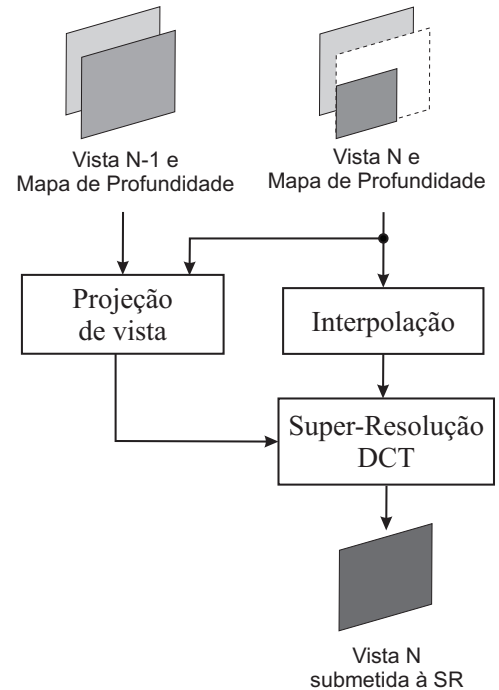 Vista N-1 e
Mapa de Profundidade
Vista N e
Mapa de Profundidade
Projeção
de vista
Interpolação
Super-Resolução
DCT
Vista N
submetida à SR